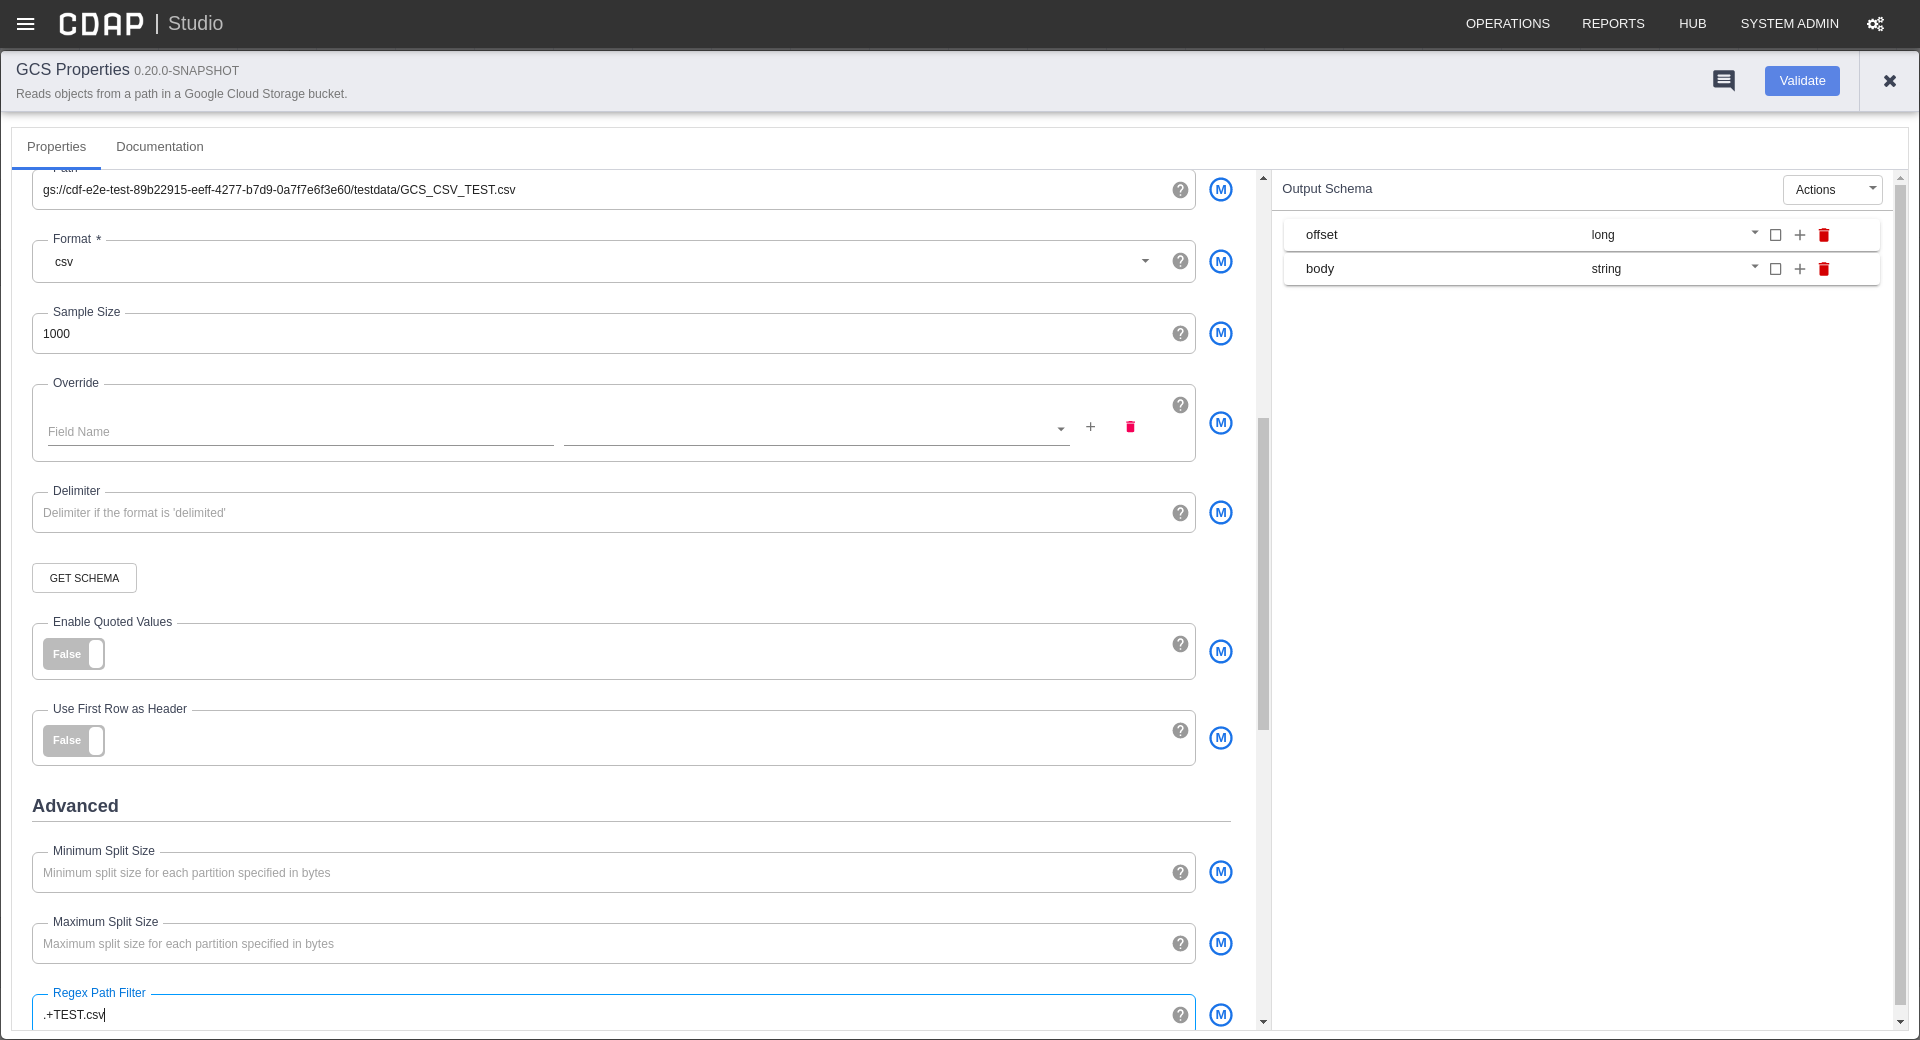 CDAP | Studio
OPERATIONS REPORTS HUB SYSTEM ADMIN
GCS Properties 0.20.0-SNAPSHOT
Reads objects from a path in a Google Cloud Storage bucket.
Validate
Properties Documentation
Path
gs://cdf-e2e-test-89b22915-eeff-4277-b7d9-0a7f7e6f3e60/testdata/GCS_CSV_TEST.csv
M
Format *
csv
M
Sample Size
1000
M
Override
Field Name
M
Delimiter
Delimiter if the format is 'delimited'
M
GET SCHEMA
Enable Quoted Values
False
M
Use First Row as Header
False
M
Advanced
Minimum Split Size
Minimum split size for each partition specified in bytes
M
Maximum Split Size
Maximum split size for each partition specified in bytes
M
Regex Path Filter
.+TEST.csv
M
Output Schema
Actions
offset long
body string